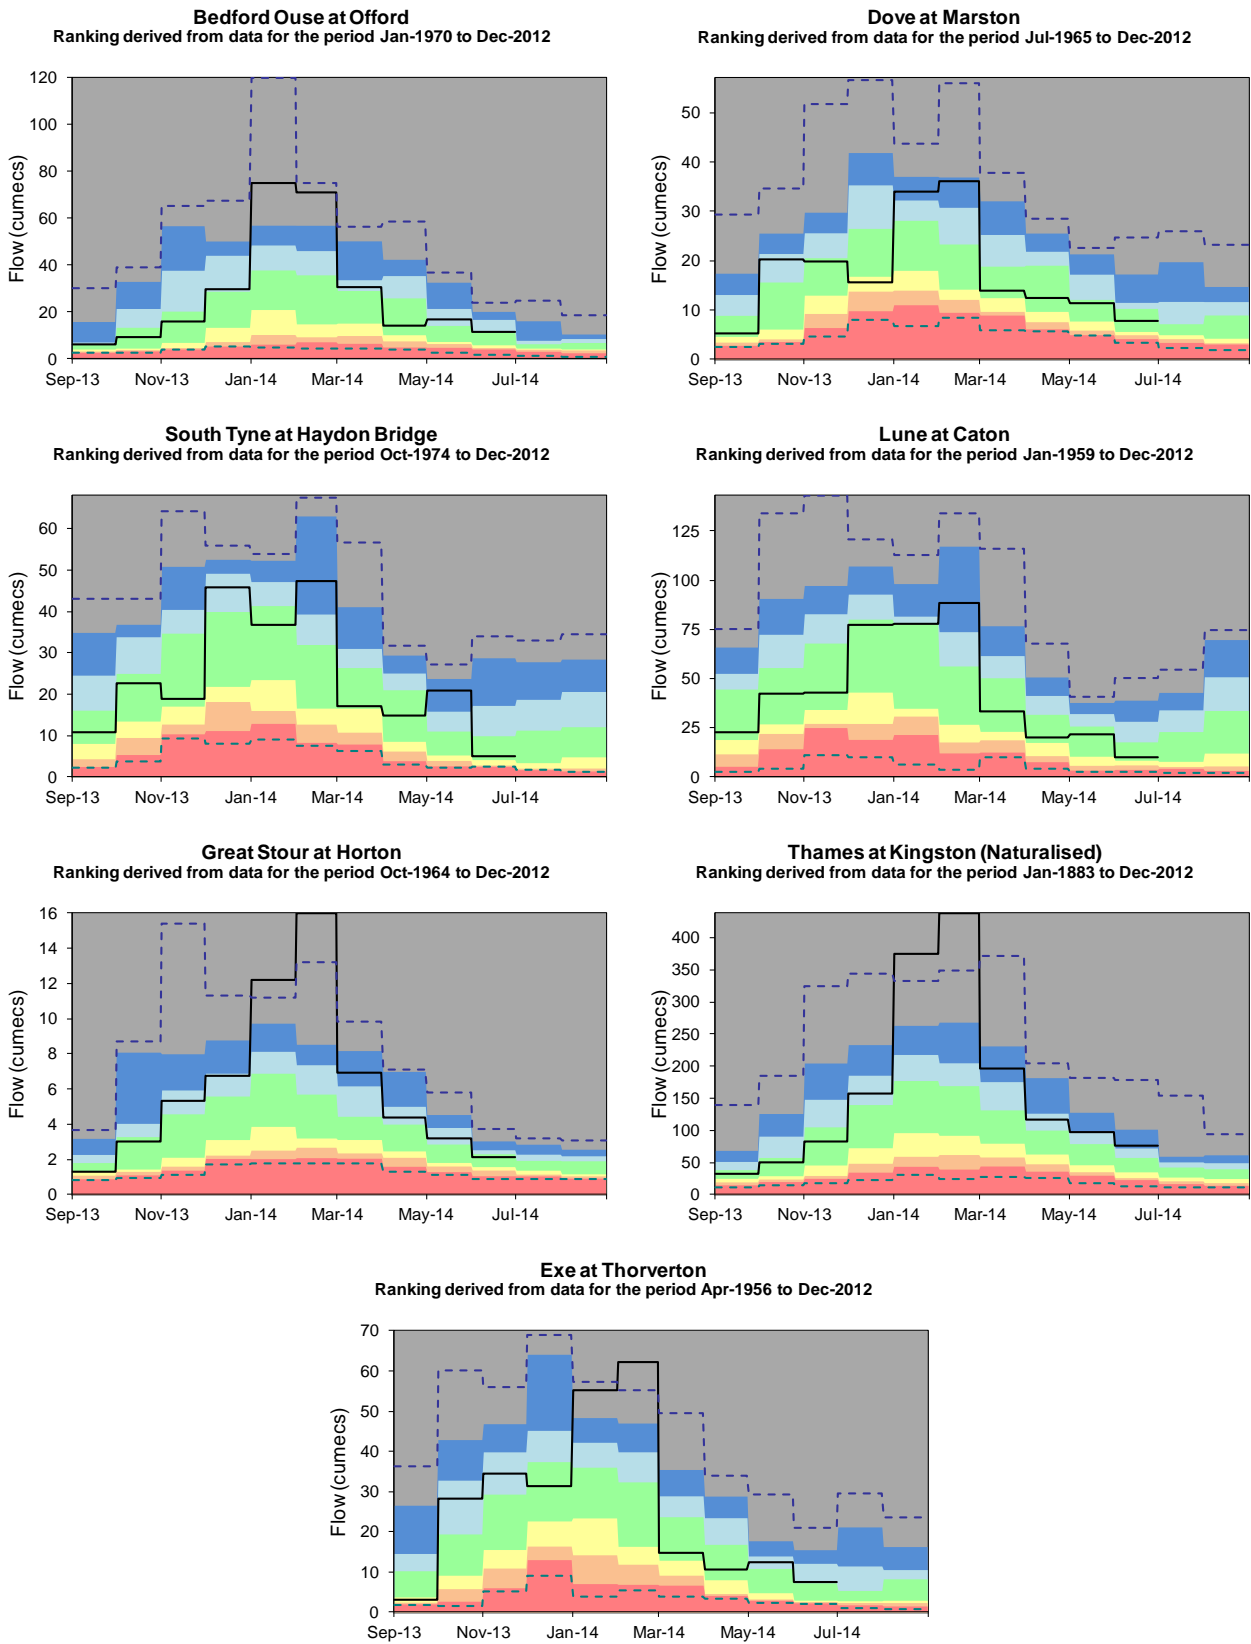 Bedford Ouse at Offord
Ranking derived from data for the period Jan-1970 to Dec-2012
Flow (cumecs)
120
100
80
60
40
20
0
Sep-13 Nov-13 Jan-14 Mar-14 May-14 Jul-14
Dove at Marston
Ranking derived from data for the period Jul-1965 to Dec-2012
Flow (cumecs)
50
40
30
20
10
0
Sep-13 Nov-13 Jan-14 Mar-14 May-14 Jul-14
South Tyne at Haydon Bridge
Ranking derived from data for the period Oct-1974 to Dec-2012
Flow (cumecs)
60
50
40
30
20
10
0
Sep-13 Nov-13 Jan-14 Mar-14 May-14 Jul-14
Lune at Caton
Ranking derived from data for the period Jan-1959 to Dec-2012
Flow (cumecs)
125
100
75
50
25
0
Sep-13 Nov-13 Jan-14 Mar-14 May-14 Jul-14
Great Stour at Horton
Ranking derived from data for the period Oct-1964 to Dec-2012
Flow (cumecs)
16
14
12
10
8
6
4
2
0
Sep-13 Nov-13 Jan-14 Mar-14 May-14 Jul-14
Thames at Kingston (Naturalised)
Ranking derived from data for the period Jan-1883 to Dec-2012
Flow (cumecs)
400
350
300
250
200
150
100
50
0
Sep-13 Nov-13 Jan-14 Mar-14 May-14 Jul-14
Exe at Thorverton
Ranking derived from data for the period Apr-1956 to Dec-2012
Flow (cumecs)
70
60
50
40
30
20
10
0
Sep-13 Nov-13 Jan-14 Mar-14 May-14 Jul-14